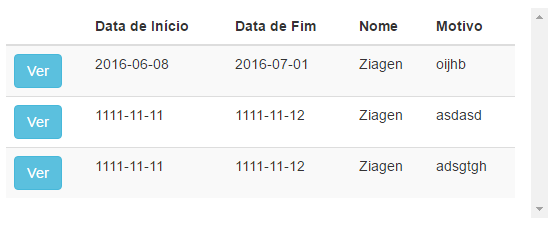 Data de Início Data de Fim Nome Motivo
Ver 2016-06-08 2016-07-01 Ziagen oijhb
Ver 1111-11-11 1111-11-12 Ziagen asdasd
Ver 1111-11-11 1111-11-12 Ziagen adsgtgh